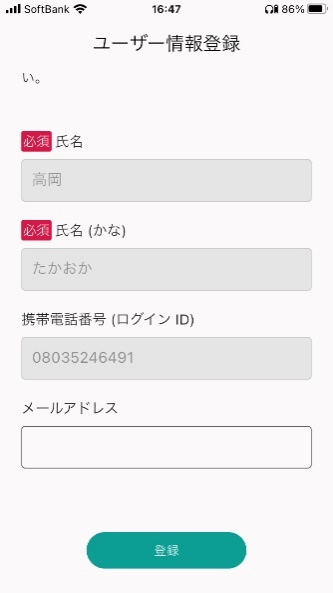 SoftBank 16:47 86%
ユーザー情報登録
い。
必須 氏名
高岡
必須 氏名 (かな)
たかおか
携帯電話番号 (ログイン ID)
08035246491
メールアドレス
登録